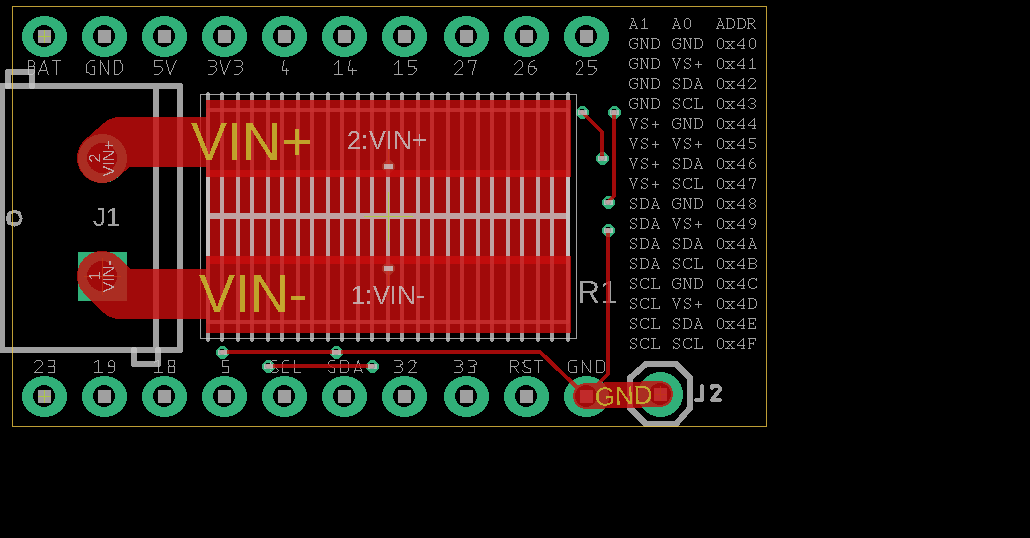 BAT GND 5V 3V3 4 14 15 27 26 25
A1 A0 ADDR
GND GND 0x40
GND VS+ 0x41
GND SDA 0x42
GND SCL 0x43
VS+ GND 0x44
VS+ VS+ 0x45
VS+ SDA 0x46
VS+ SCL 0x47
SDA GND 0x48
SDA VS+ 0x49
SDA SDA 0x4A
SDA SCL 0x4B
SCL GND 0x4C
SCL VS+ 0x4D
SCL SDA 0x4E
SCL SCL 0x4F
VIN+
2:VIN+
2
VIN+
J1
1
VIN-
VIN-
1:VIN-
R1
23 19 18 5 SCL SDA 32 33 RST GND
GND
J2